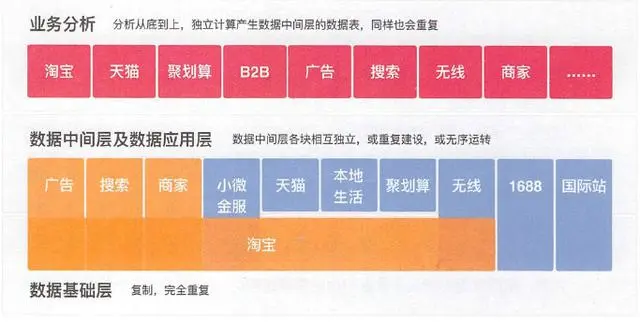 业务分析 分析从底到上，独立计算产生数据中间层的数据表，同样也会重复
淘宝 天猫 聚划算 B2B 广告 搜索 无线 商家 ……
数据中间层及数据应用层 数据中间层各块相互独立，或重复建设，或无序运转
广告 搜索 商家 小微金服 天猫 本地生活 聚划算 无线 1688 国际站
淘宝
数据基础层 复制，完全重复